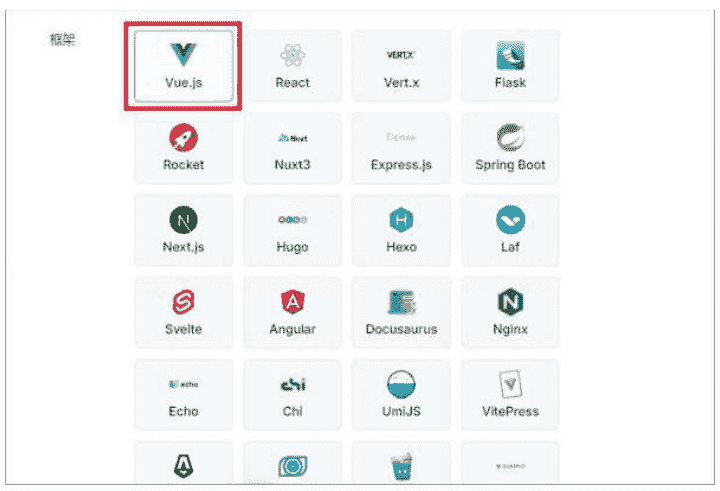 框架
VERT.X
Vue.js React Vert.x Flask
Nuxt Express
Rocket Nuxt3 Express.js Spring Boot
N
Next.js Hugo Hexo Laf
Svelte Angular Docusaurus Nginx
echo chi
Echo Chi UmiJS VitePress